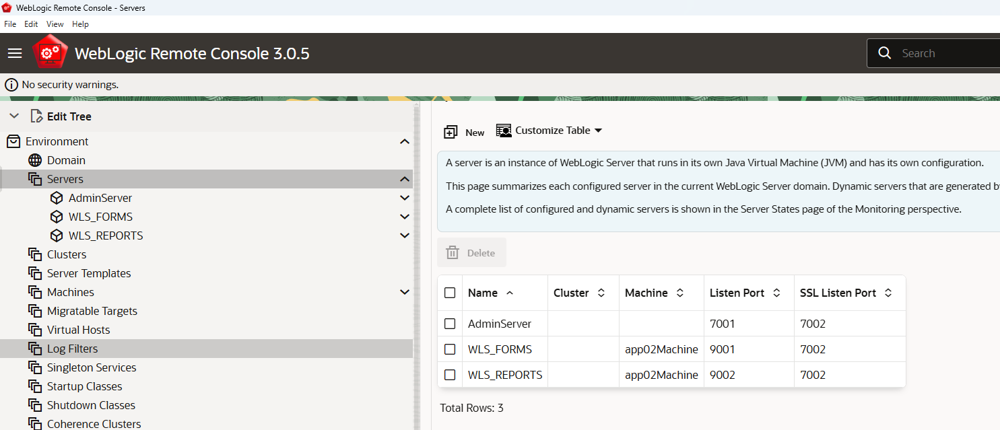 WebLogic Remote Console - Servers
File Edit View Help
WebLogic Remote Console 3.0.5
Search
No security warnings.
Edit Tree
Environment
Domain
Servers
AdminServer
WLS_FORMS
WLS_REPORTS
Clusters
Server Templates
Machines
Migratable Targets
Virtual Hosts
Log Filters
Singleton Services
Startup Classes
Shutdown Classes
Coherence Clusters
New Customize Table
A server is an instance of WebLogic Server that runs in its own Java Virtual Machine (JVM) and has its own configuration.
This page summarizes each configured server in the current WebLogic Server domain. Dynamic servers that are generated by
A complete list of configured and dynamic servers is shown in the Server States page of the Monitoring perspective.
Delete
Name Cluster Machine Listen Port SSL Listen Port
AdminServer 7001 7002
WLS_FORMS app02Machine 9001 7002
WLS_REPORTS app02Machine 9002 7002
Total Rows: 3